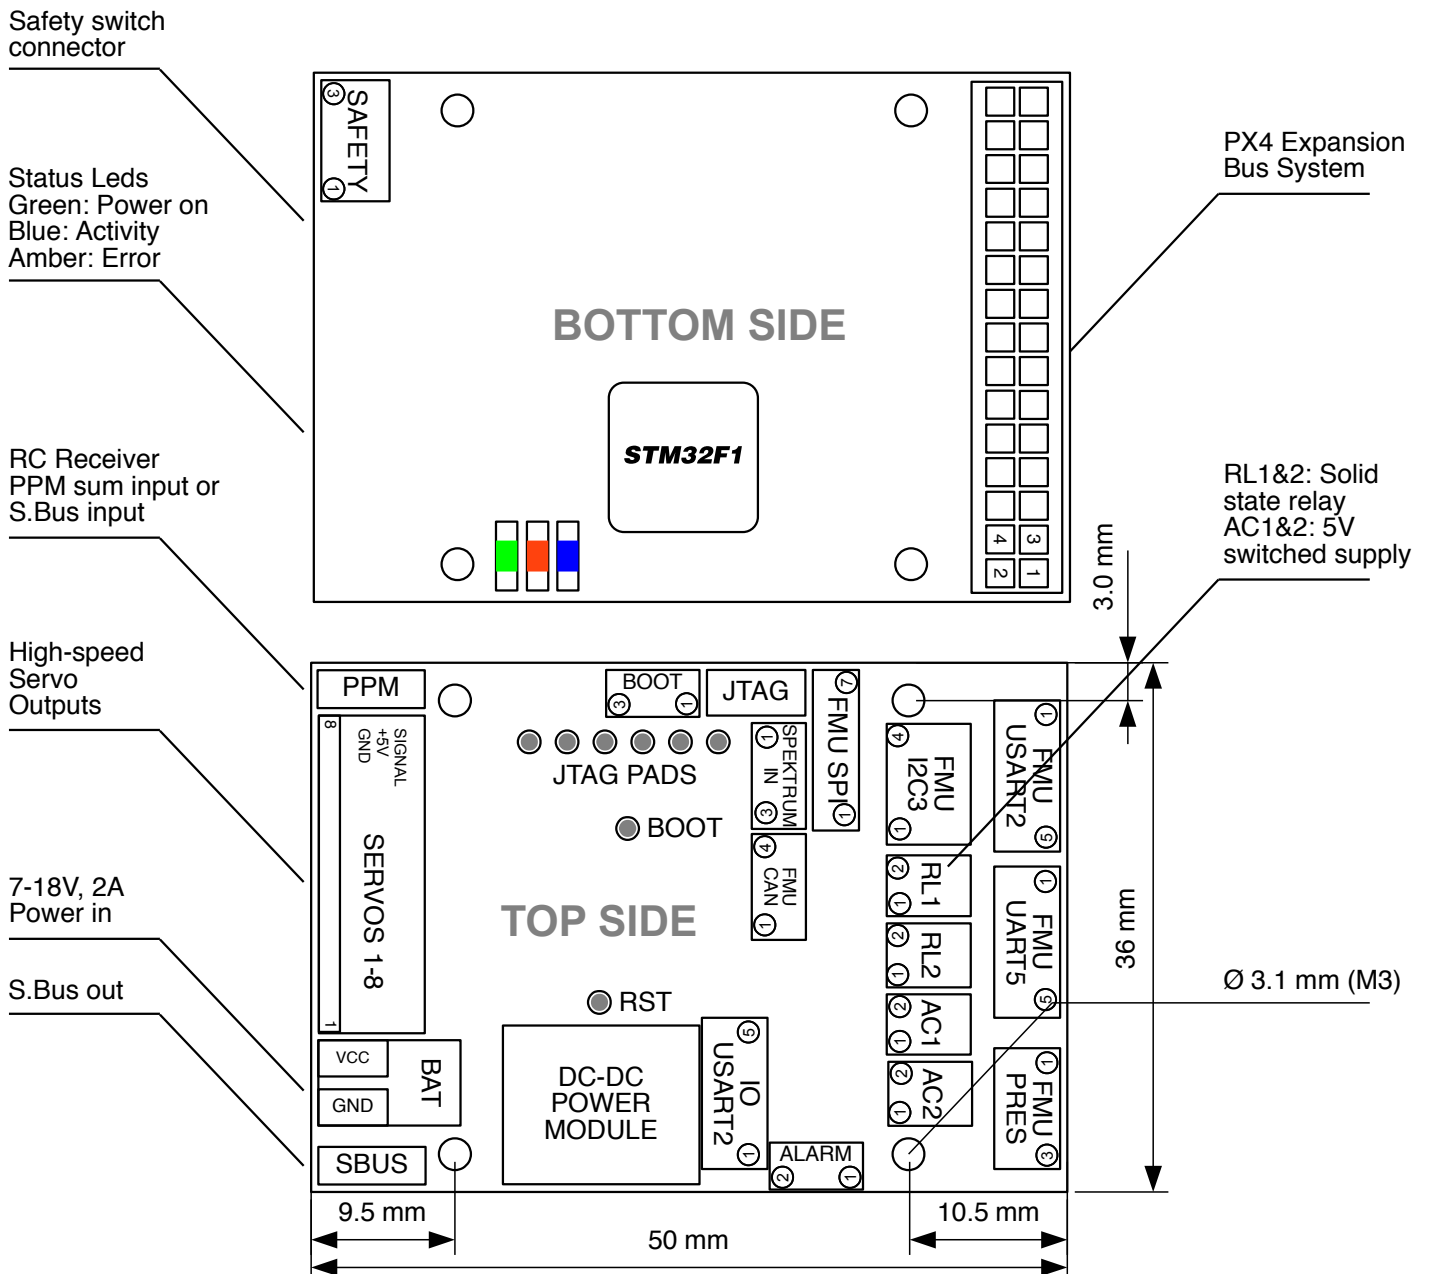 Safety switch
connector
Status Leds
Green: Power on
Blue: Activity
Amber: Error
RC Receiver
PPM sum input or
S.Bus input
High-speed
Servo
Outputs
7-18V, 2A
Power in
S.Bus out
3
SAFETY
1
BOTTOM SIDE
STM32F1
4
3
2
1
PX4 Expansion
Bus System
RL1&2: Solid
state relay
AC1&2: 5V
switched supply
3.0 mm
36 mm
Ø 3.1 mm (M3)
PPM
8
SIGNAL
+5V
GND
SERVOS 1-8
1
VCC
GND
BAT
SBUS
BOOT
3
1
JTAG
JTAG PADS
BOOT
TOP SIDE
RST
DC-DC
POWER
MODULE
1
SPEKTRUM
IN
3
7
FMU SPI
1
4
FMU
CAN
1
5
IO
USART2
1
ALARM
2
1
4
FMU
I2C3
1
2
RL1
1
2
RL2
1
2
AC1
1
2
AC2
1
1
FMU
USART2
5
1
FMU
UART5
5
1
FMU
PRES
3
9.5 mm
50 mm
10.5 mm